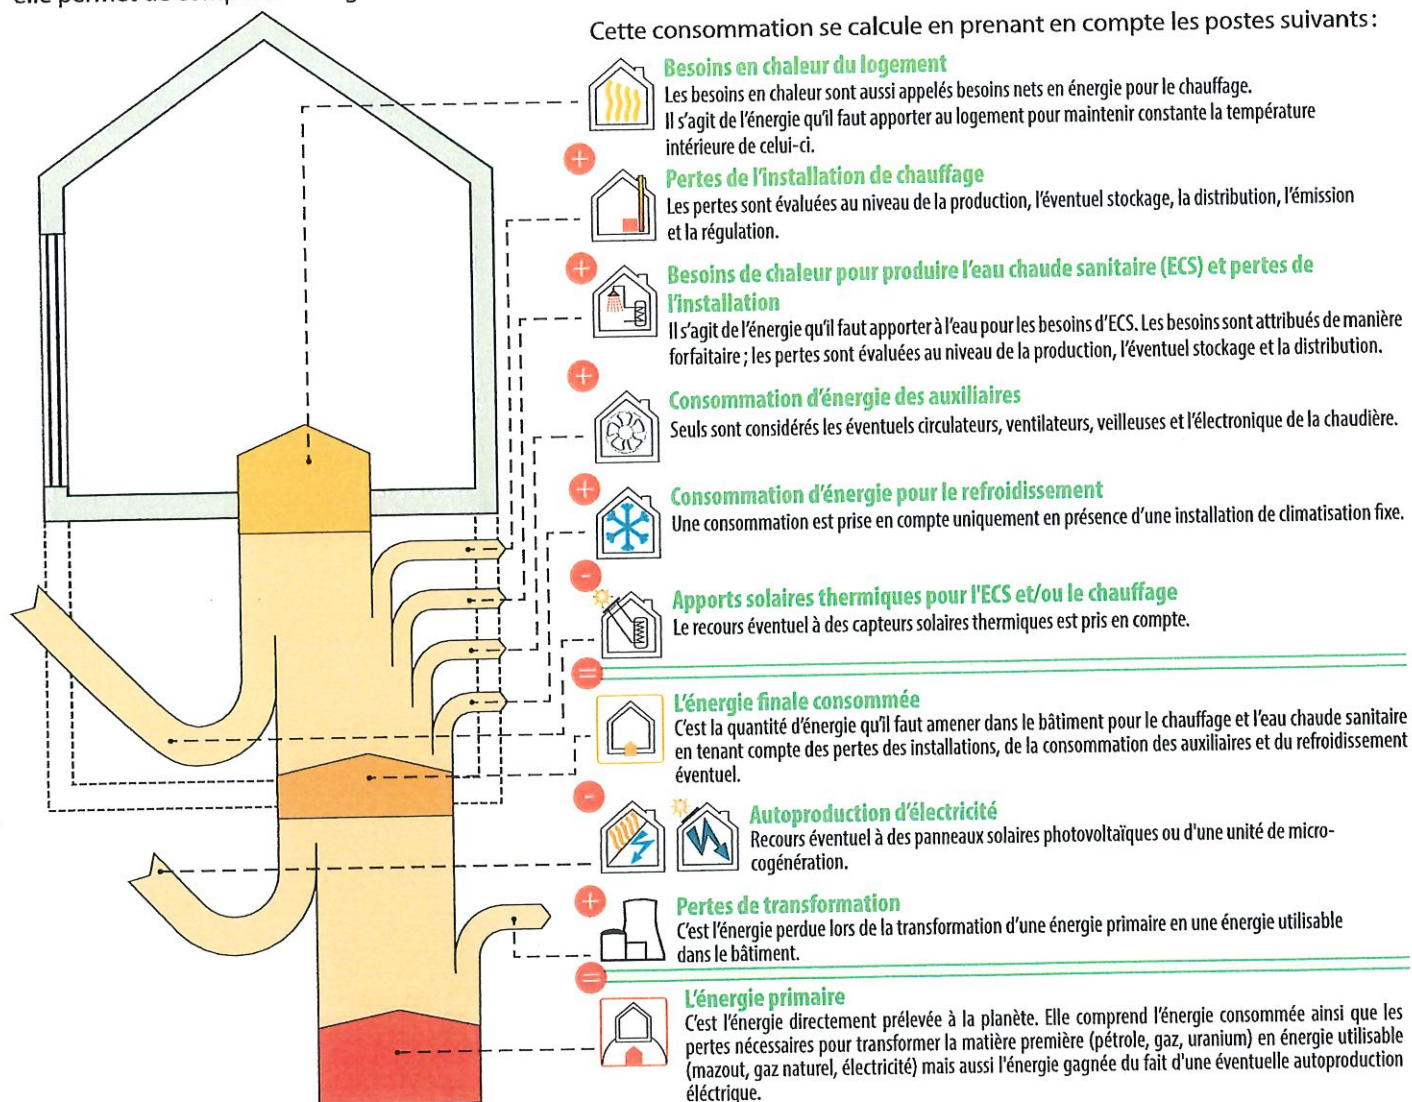 elle permet de
Cette consommation se calcule en prenant en compte les postes suivants :
Besoins en chaleur du logement
Les besoins en chaleur sont aussi appelés besoins nets en énergie pour le chauffage.
Il s'agit de l'énergie qu'il faut apporter au logement pour maintenir constante la température
intérieure de celui-ci.
+
Pertes de l'installation de chauffage
Les pertes sont évaluées au niveau de la production, l'éventuel stockage, la distribution, l'émission
et la régulation.
+
Besoins de chaleur pour produire l'eau chaude sanitaire (ECS) et pertes de
l'installation
Il s'agit de l'énergie qu'il faut apporter à l'eau pour les besoins d'ECS. Les besoins sont attribués de manière
forfaitaire ; les pertes sont évaluées au niveau de la production, l'éventuel stockage et la distribution.
+
Consommation d'énergie des auxiliaires
Seuls sont considérés les éventuels circulateurs, ventilateurs, veilleuses et l'électronique de la chaudière.
+
Consommation d'énergie pour le refroidissement
Une consommation est prise en compte uniquement en présence d'une installation de climatisation fixe.
-
Apports solaires thermiques pour l'ECS et/ou le chauffage
Le recours éventuel à des capteurs solaires thermiques est pris en compte.
=
L'énergie finale consommée
C'est la quantité d'énergie qu'il faut amener dans le bâtiment pour le chauffage et l'eau chaude sanitaire
en tenant compte des pertes des installations, de la consommation des auxiliaires et du refroidissement
éventuel.
-
Autoproduction d'électricité
Recours éventuel à des panneaux solaires photovoltaïques ou d'une unité de micro-
cogénération.
+
Pertes de transformation
C'est l'énergie perdue lors de la transformation d'une énergie primaire en une énergie utilisable
dans le bâtiment.
=
L'énergie primaire
C'est l'énergie directement prélevée à la planète. Elle comprend l'énergie consommée ainsi que les
pertes nécessaires pour transformer la matière première (pétrole, gaz, uranium) en énergie utilisable
(mazout, gaz naturel, électricité) mais aussi l'énergie gagnée du fait d'une éventuelle autoproduction
éléctrique.